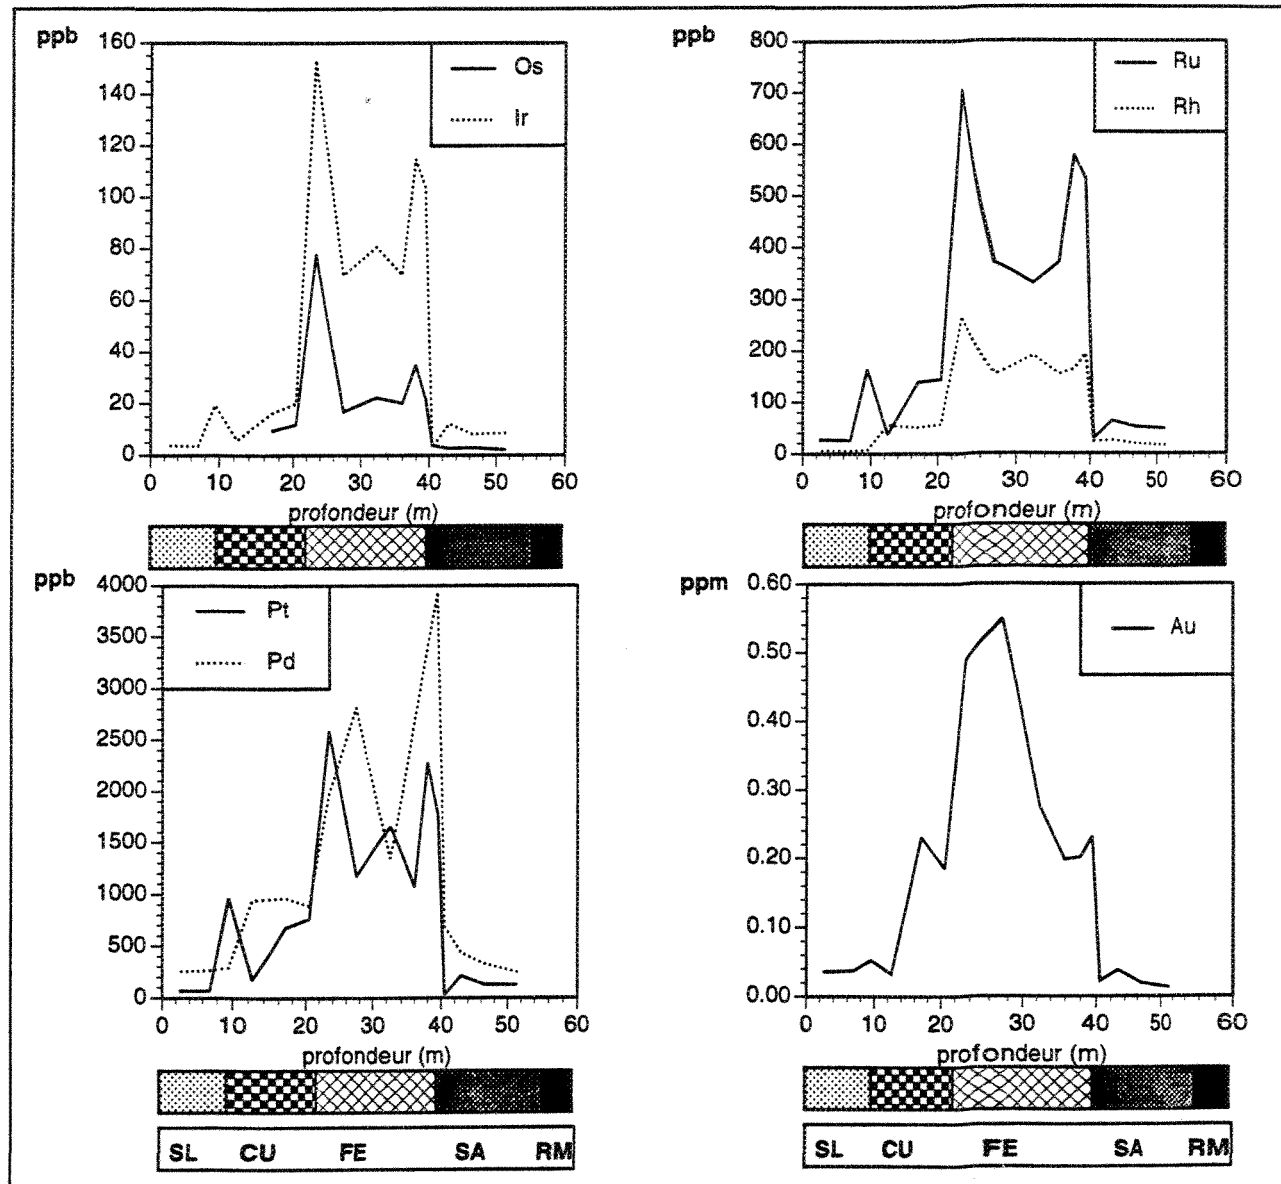 ppb
160
140
120
100
80
60
40
20
0
0 10 20 30 40 50 60
profondeur (m)
Os
Ir
ppb
800
700
600
500
400
300
200
100
0
0 10 20 30 40 50 60
profondeur (m)
Ru
Rh
ppb
4000
3500
3000
2500
2000
1500
1000
500
0
0 10 20 30 40 50 60
profondeur (m)
Pt
Pd
SL CU FE SA RM
ppm
0.60
0.50
0.40
0.30
0.20
0.10
0.00
0 10 20 30 40 50 60
profondeur (m)
Au
SL CU FE SA RM